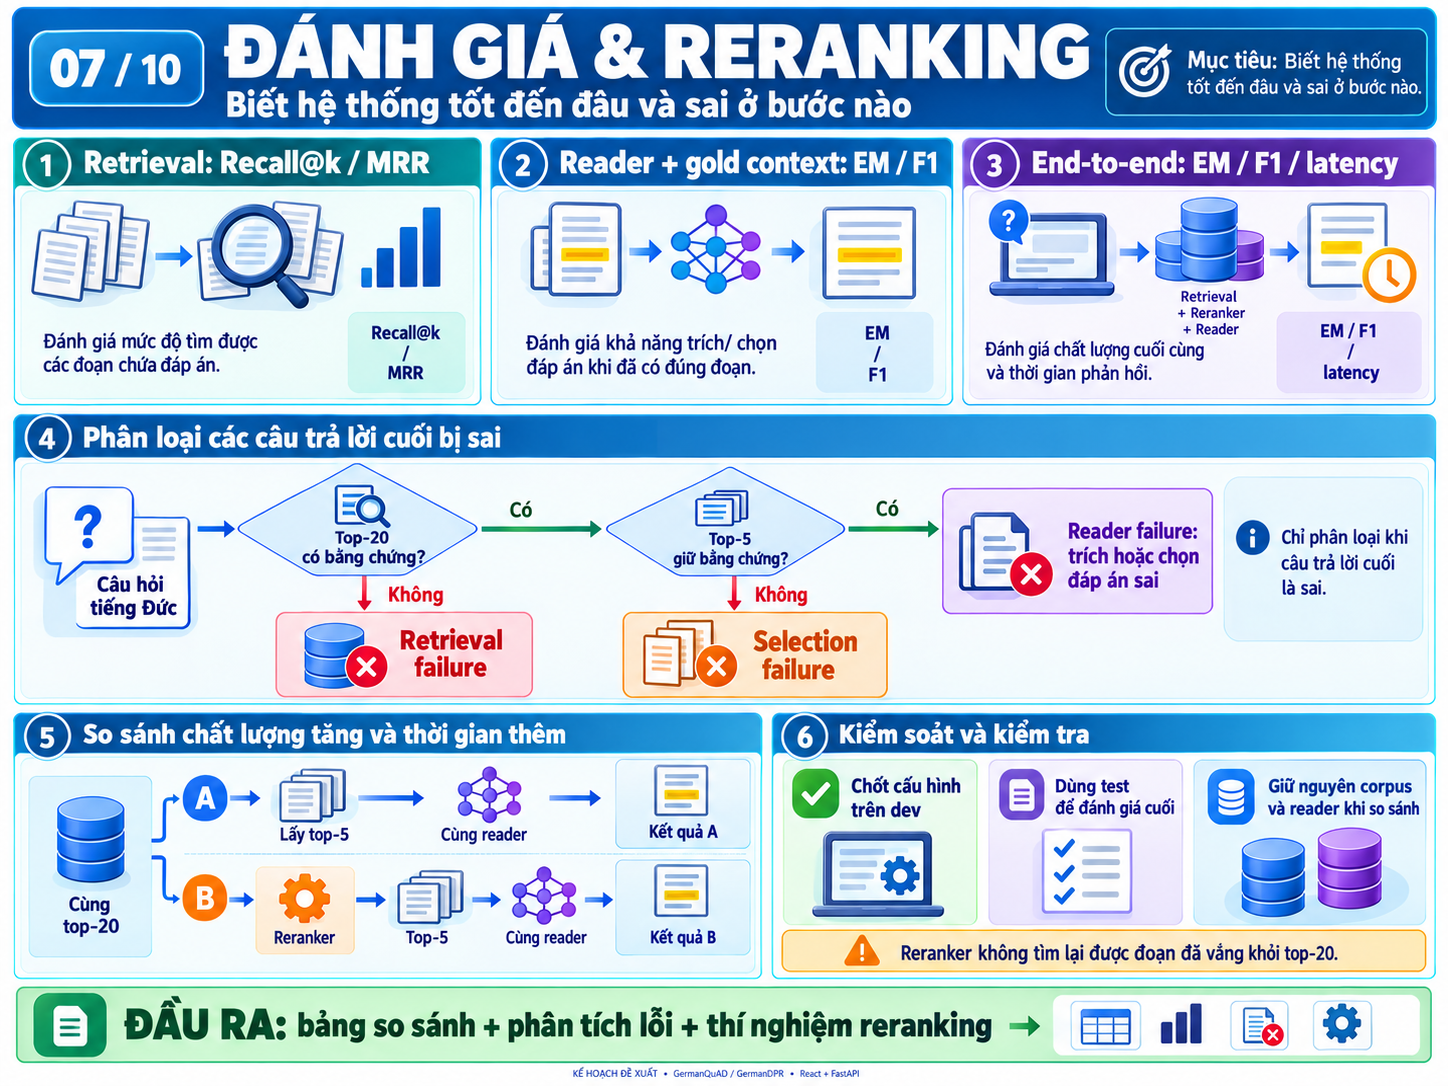 07 / 10
ĐÁNH GIÁ & RERANKING
Biết hệ thống tốt đến đâu và sai ở bước nào
Mục tiêu: Biết hệ thống
tốt đến đâu và sai ở bước nào.
1
Retrieval: Recall@k / MRR
Đánh giá mức độ tìm được
các đoạn chứa đáp án.
Recall@k
/
MRR
2
Reader + gold context: EM / F1
Đánh giá khả năng trích/ chọn
đáp án khi đã có đúng đoạn.
EM
/
F1
3
End-to-end: EM / F1 / latency
?
Retrieval
+ Reranker
+ Reader
Đánh giá chất lượng cuối cùng
và thời gian phản hồi.
EM / F1
/
latency
4
Phân loại các câu trả lời cuối bị sai
?
Câu hỏi
tiếng Đức
Top-20
có bằng chứng?
Có
Không
Retrieval
failure
Top-5
giữ bằng chứng?
Có
Không
Selection
failure
Reader failure:
trích hoặc chọn
đáp án sai
i
Chỉ phân loại khi
câu trả lời cuối
là sai.
5
So sánh chất lượng tăng và thời gian thêm
Cùng
top-20
A
Lấy top-5
Cùng reader
Kết quả A
B
Reranker
Top-5
Cùng reader
Kết quả B
6
Kiểm soát và kiểm tra
Chốt cấu hình
trên dev
Dùng test
để đánh giá cuối
Giữ nguyên corpus
và reader khi so sánh
!
Reranker không tìm lại được đoạn đã vắng khỏi top-20.
ĐẦU RA: bảng so sánh + phân tích lỗi + thí nghiệm reranking
KẾ HOẠCH ĐỀ XUẤT • GermanQuAD / GermanDPR • React + FastAPI